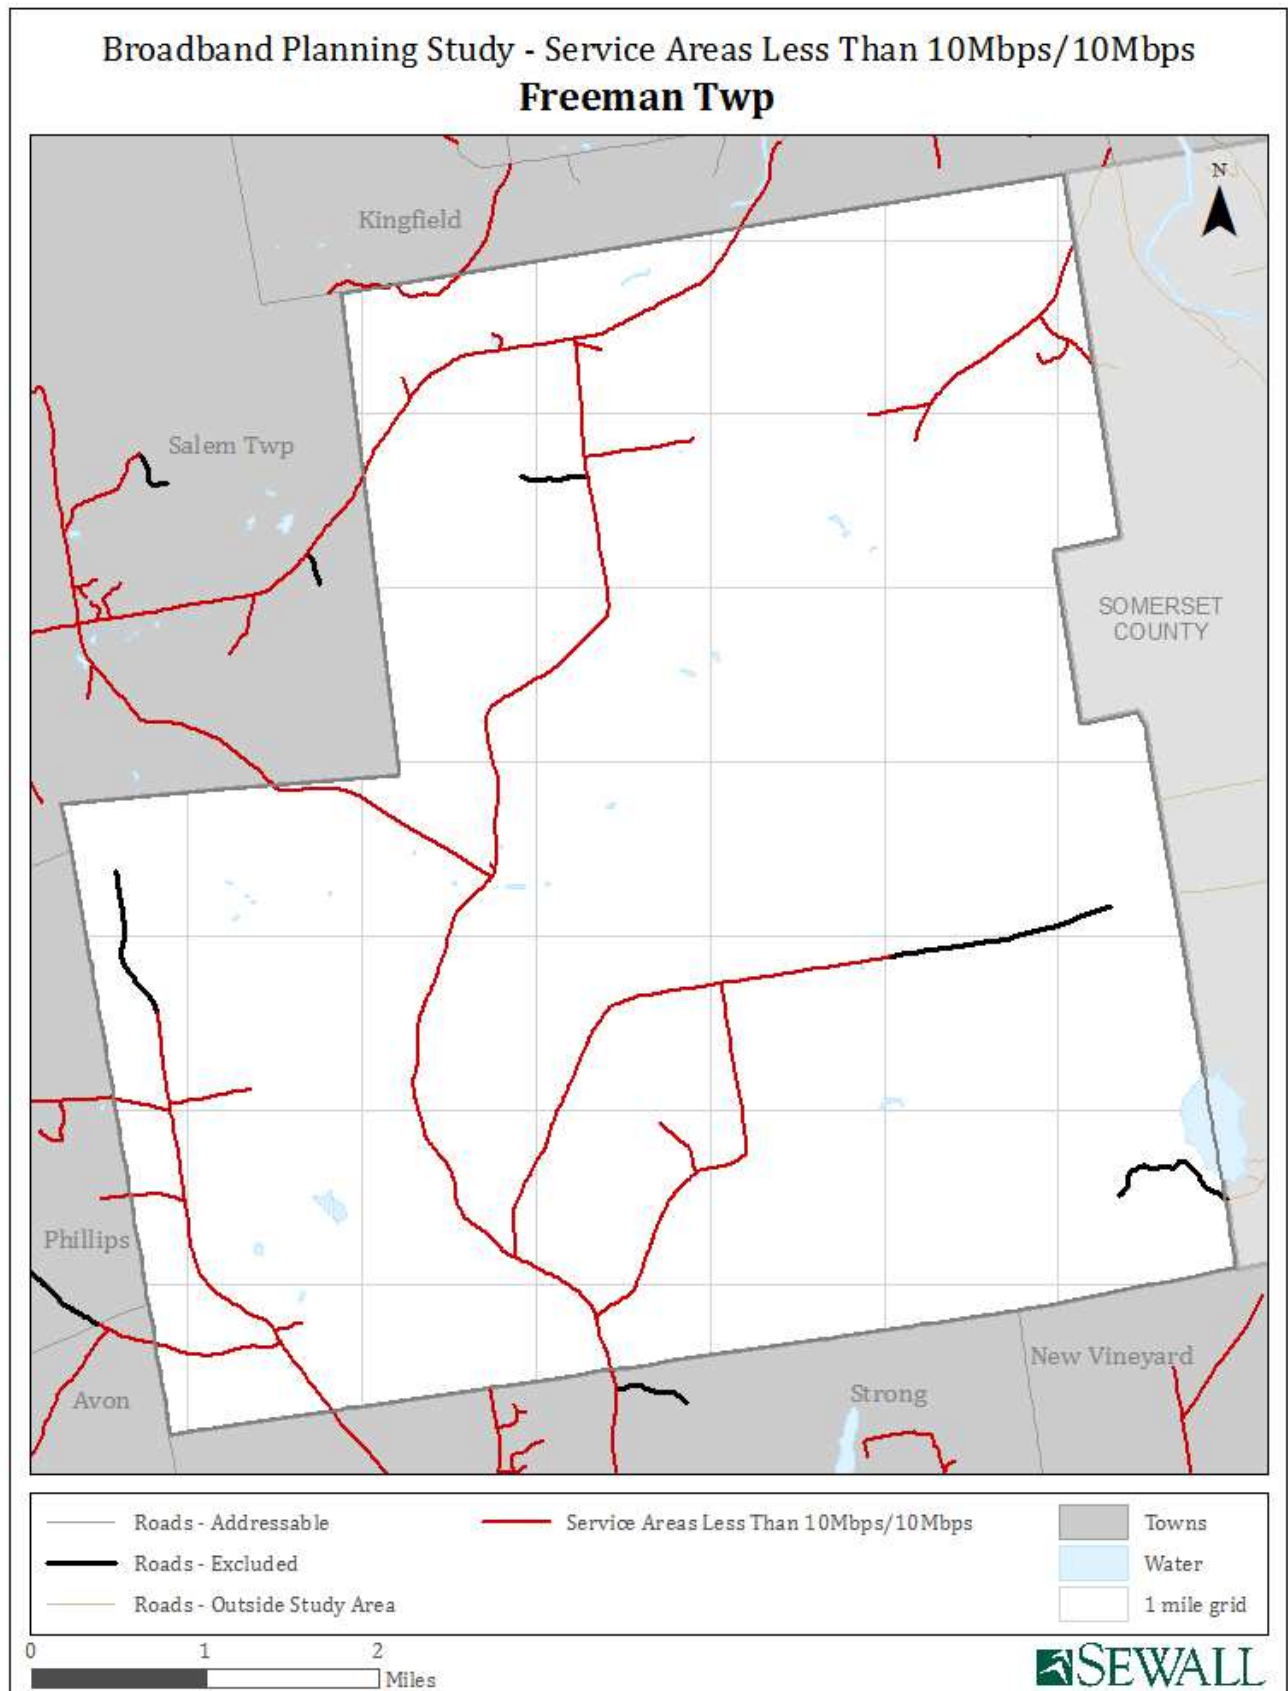 Broadband Planning Study - Service Areas Less Than 10Mbps/10Mbps
Freeman Twp
N
Kingfield
Salem Twp
SOMERSET
COUNTY
Phillips
New Vineyard
Avon
Strong
Roads - Addressable
Service Areas Less Than 10Mbps/10Mbps
Towns
Roads - Excluded
Water
Roads - Outside Study Area
1 mile grid
0 1 2
Miles
SEWALL